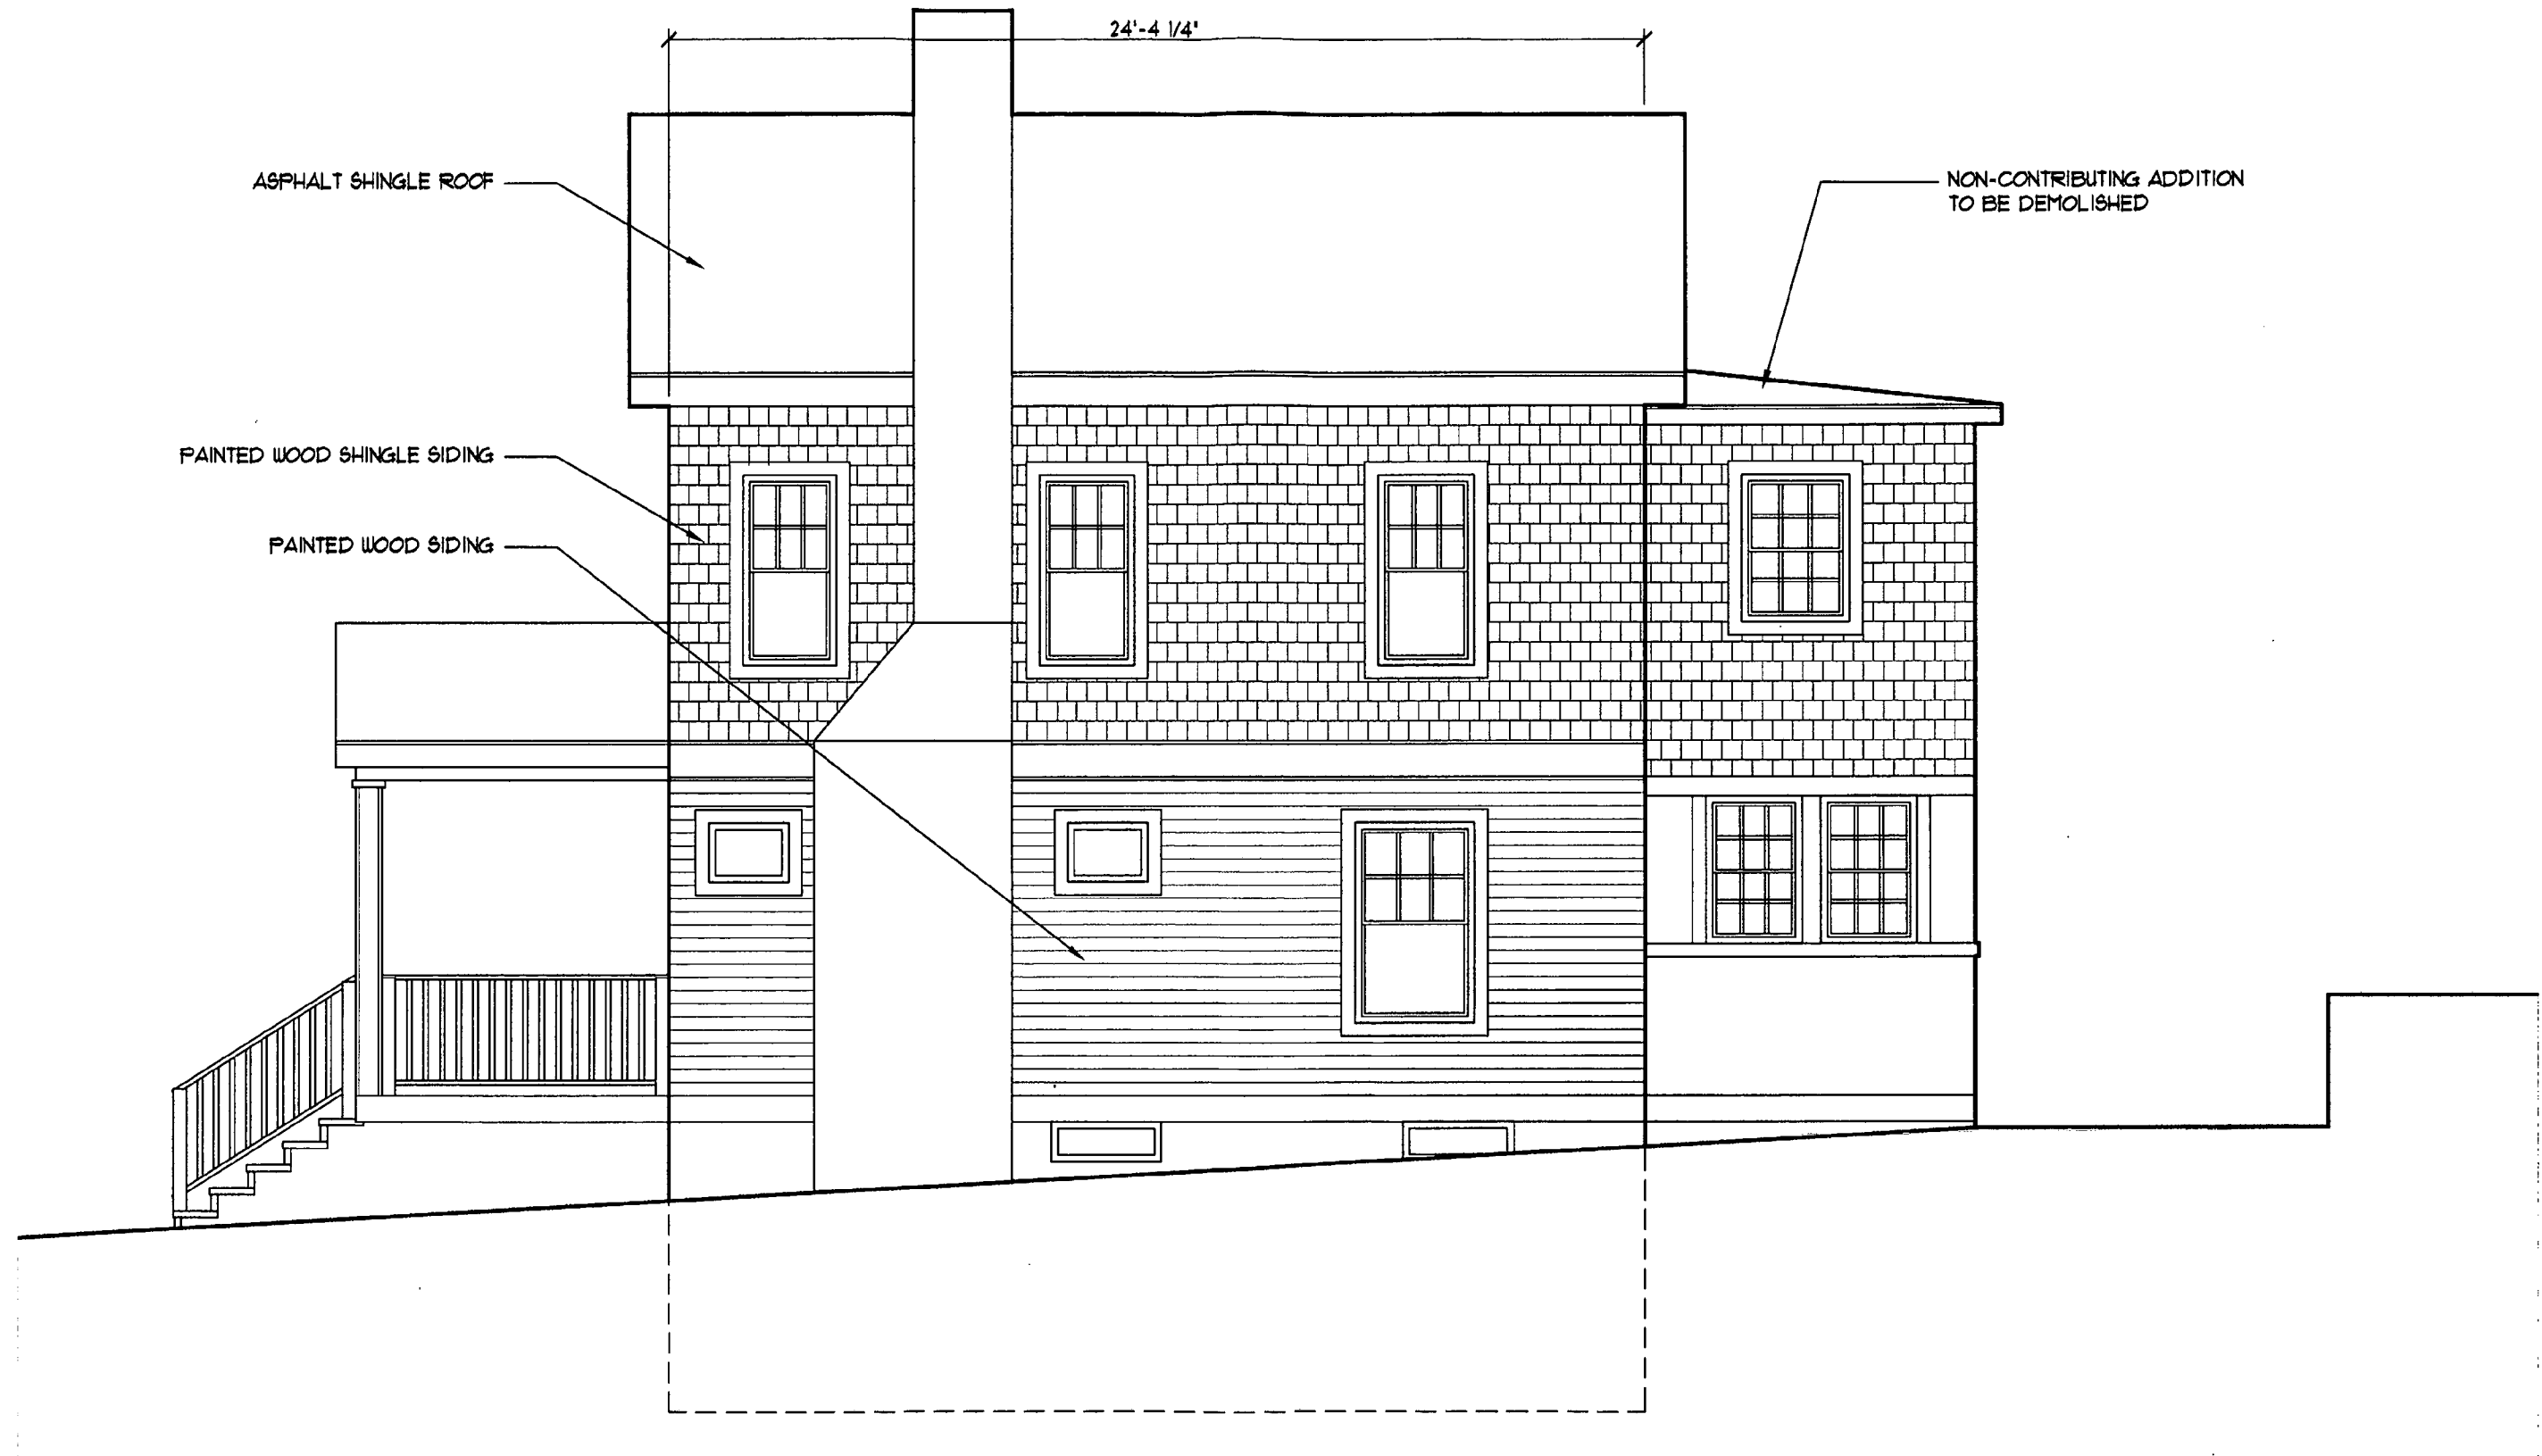 24'-4 1/4"
ASPHALT SHINGLE ROOF
NON-CONTRIBUTING ADDITION
TO BE DEMOLISHED
PAINTED WOOD SHINGLE SIDING
PAINTED WOOD SIDING